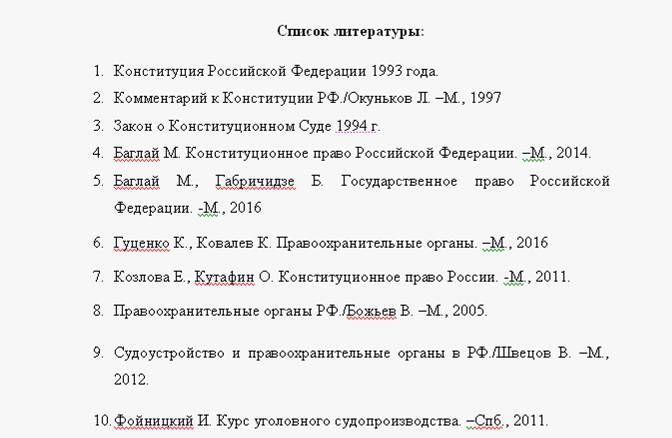 Список литературы:
1. Конституция Российской Федерации 1993 года.
2. Комментарий к Конституции РФ./Окуньков Л. –М., 1997
3. Закон о Конституционном Суде 1994 г.
4. Баглай М. Конституционное право Российской Федерации. –М., 2014.
5. Баглай М., Габричидзе Б. Государственное право Российской
Федерации. -М., 2016
6. Гуценко К., Ковалев К. Правоохранительные органы. –М., 2016
7. Козлова Е., Кутафин О. Конституционное право России. -М., 2011.
8. Правоохранительные органы РФ./Божьев В. –М., 2005.
9. Судоустройство и правоохранительные органы в РФ./Швецов В. –М.,
2012.
10. Фойницкий И. Курс уголовного судопроизводства. –Спб., 2011.